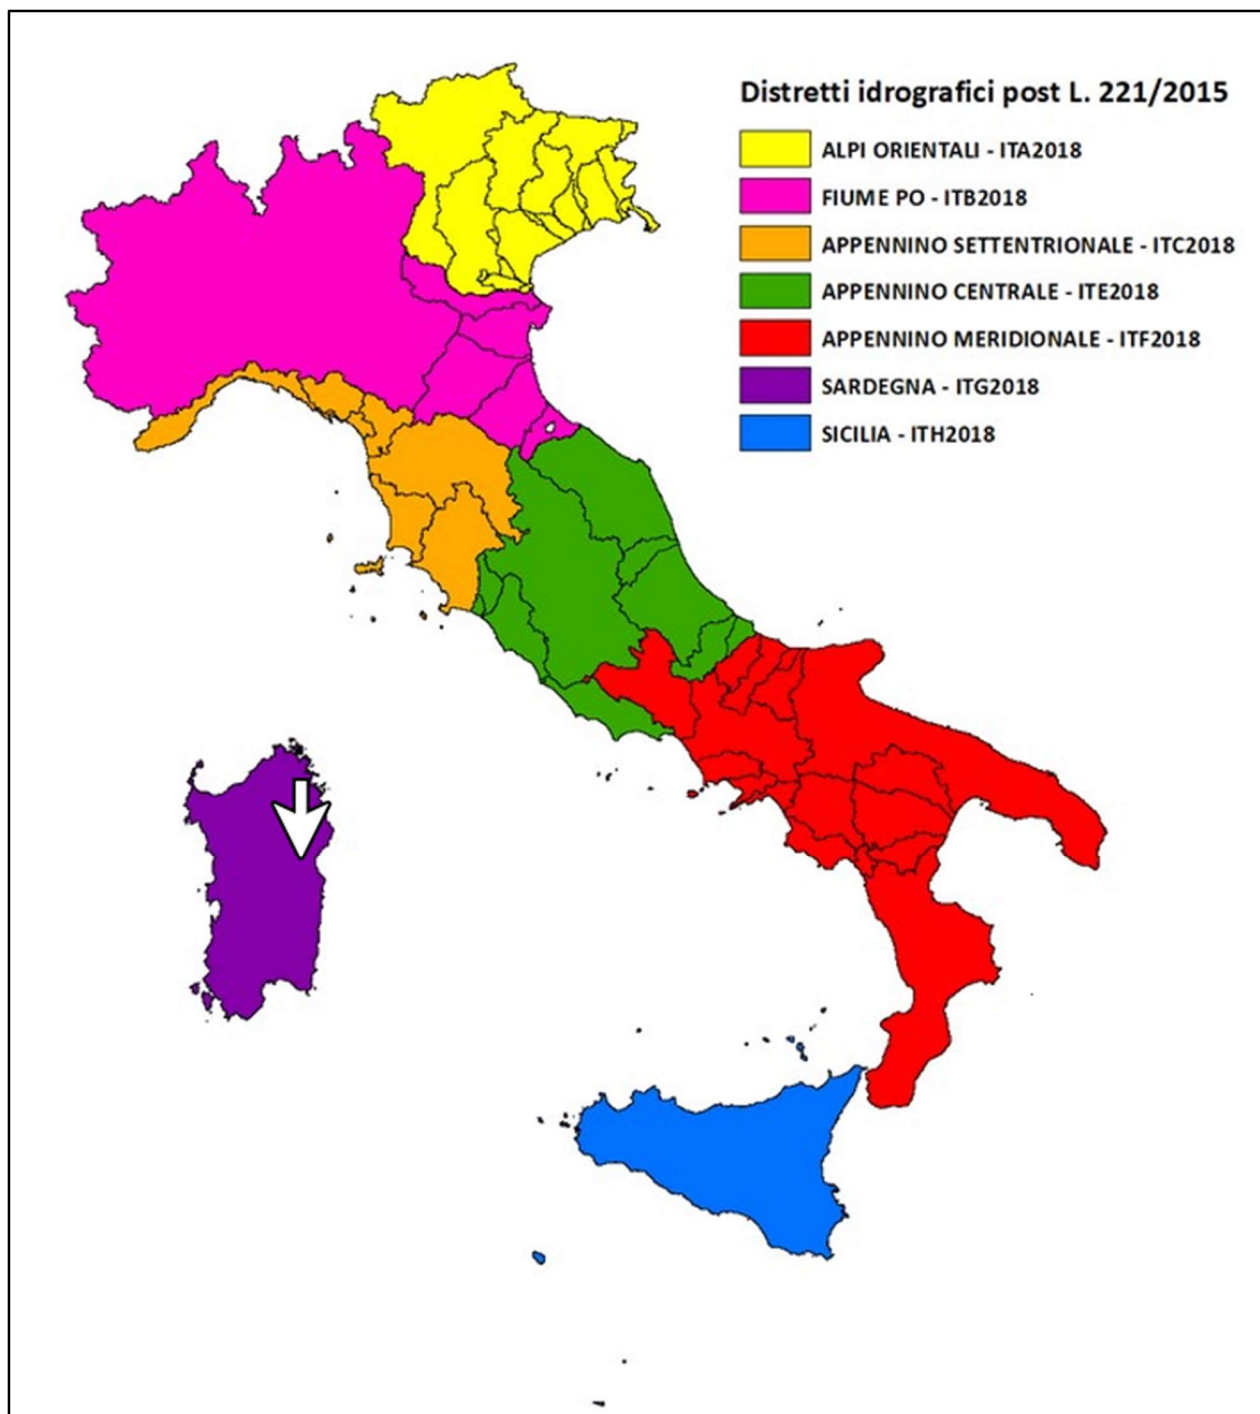 Distretti idrografici post L. 221/2015
ALPI ORIENTALI - ITA2018
FIUME PO - ITB2018
APPENNINO SETTENTRIONALE - ITC2018
APPENNINO CENTRALE - ITE2018
APPENNINO MERIDIONALE - ITF2018
SARDEGNA - ITG2018
SICILIA - ITH2018